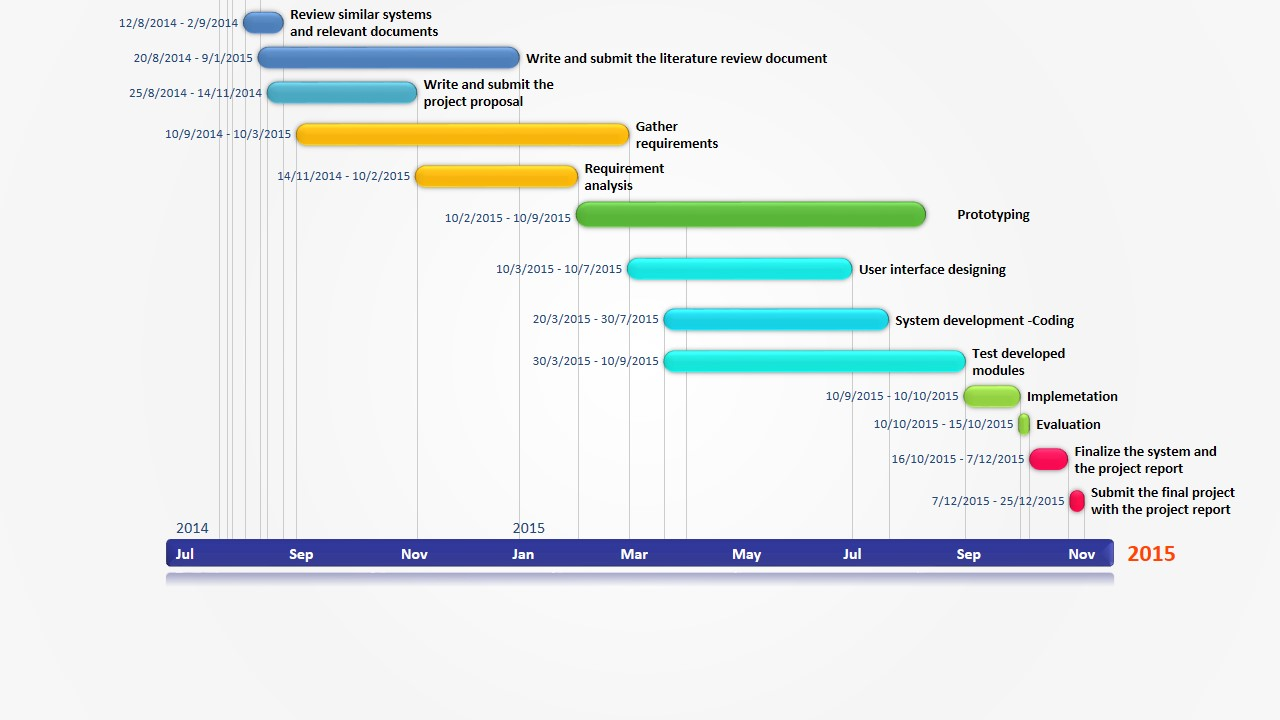 12/8/2014 - 2/9/2014
Review similar systems
and relevant documents
20/8/2014 - 9/1/2015
Write and submit the literature review document
25/8/2014 - 14/11/2014
Write and submit the
project proposal
10/9/2014 - 10/3/2015
Gather
requirements
14/11/2014 - 10/2/2015
Requirement
analysis
10/2/2015 - 10/9/2015
Prototyping
10/3/2015 - 10/7/2015
User interface designing
20/3/2015 - 30/7/2015
System development -Coding
30/3/2015 - 10/9/2015
Test developed
modules
10/9/2015 - 10/10/2015
Implemetation
10/10/2015 - 15/10/2015
Evaluation
16/10/2015 - 7/12/2015
Finalize the system and
the project report
7/12/2015 - 25/12/2015
Submit the final project
with the project report
2014 2015
Jul Sep Nov Jan Mar May Jul Sep Nov 2015